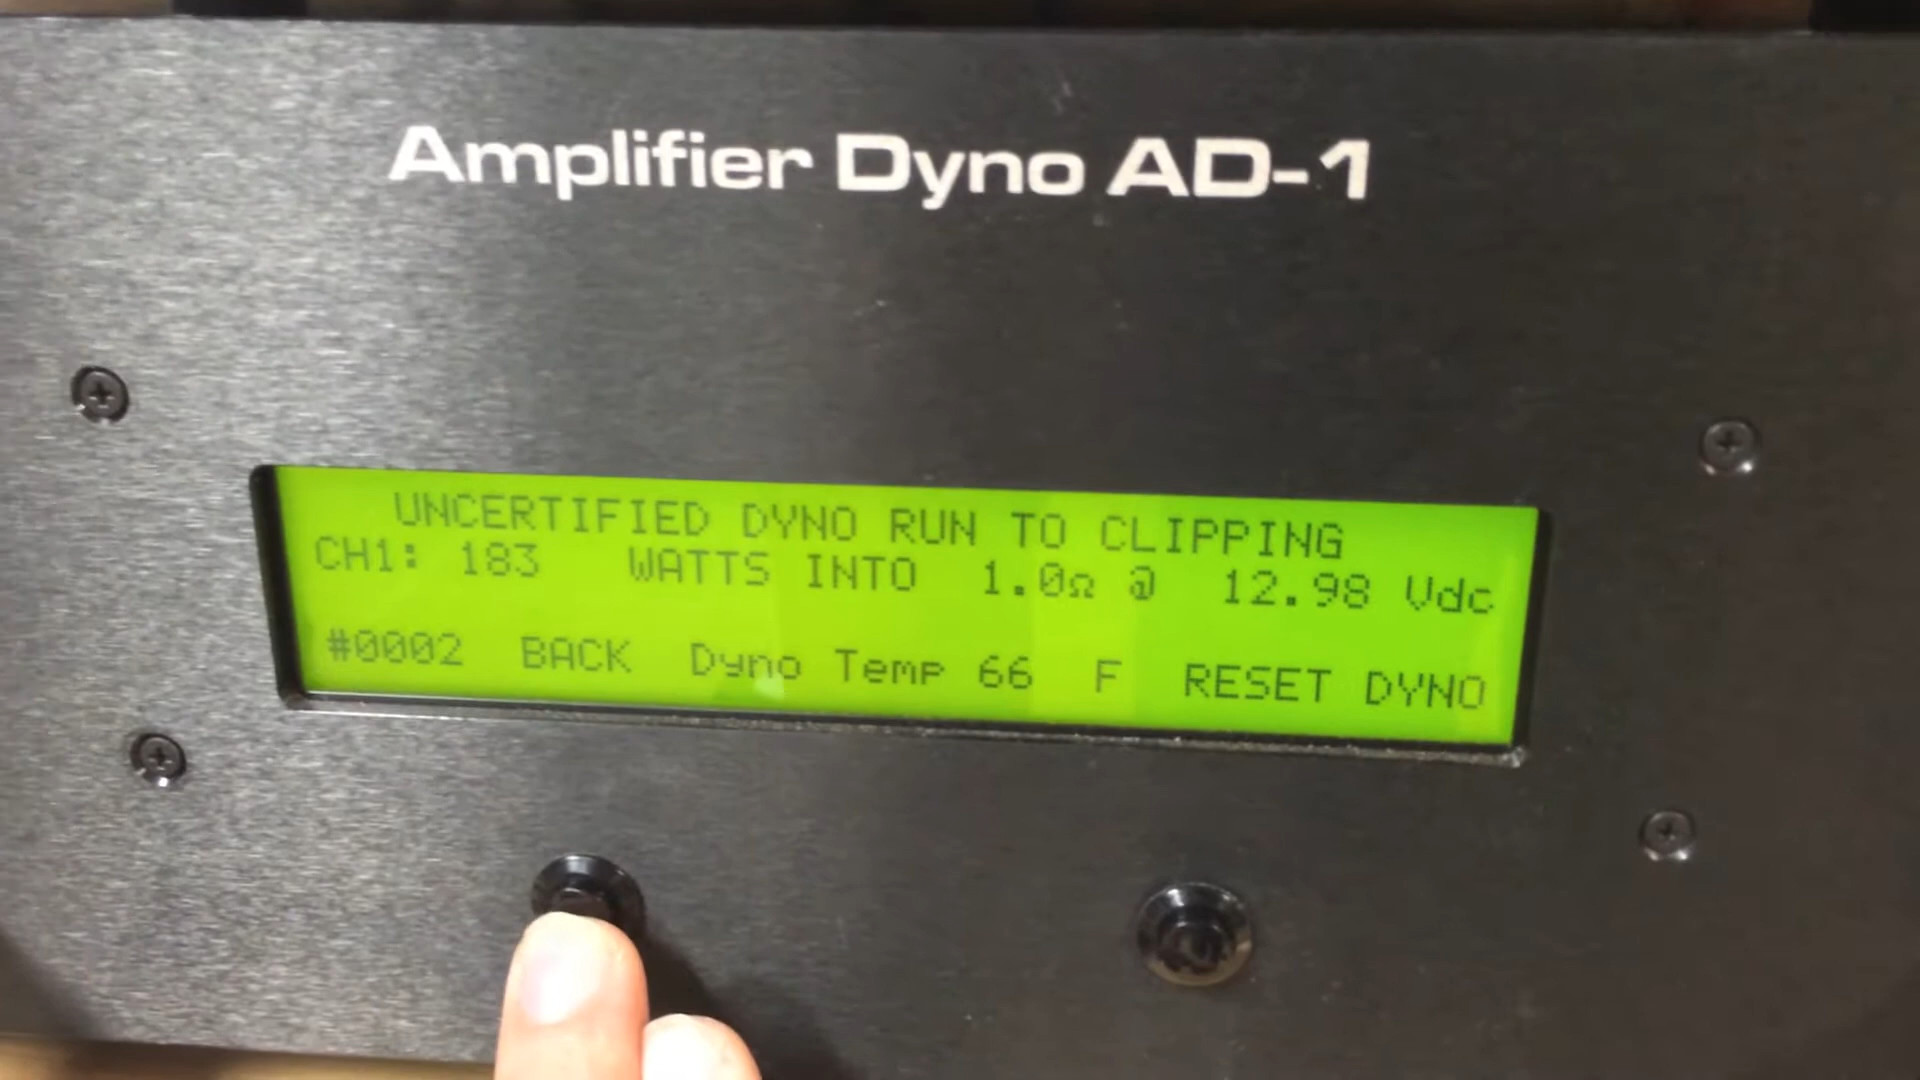 Amplifier Dyno AD-1
UNCERTIFIED DYNO RUN TO CLIPPING
CH1: 183 WATTS INTO 1.0Ω @ 12.98 Vdc
#0002 BACK Dyno Temp 66 F RESET DYNO